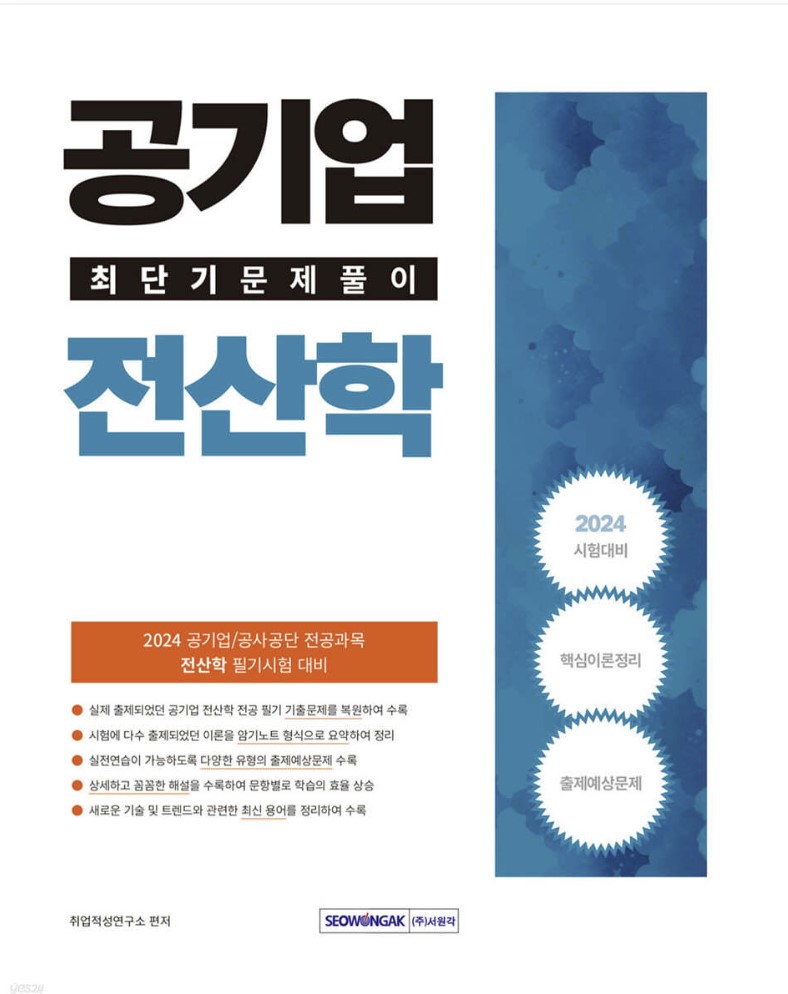 공기업
최단기문제풀이
전산학
2024
시험대비
핵심이론정리
출제예상문제
2024 공기업/공사공단 전공과목
전산학 필기시험 대비
실제 출제되었던 공기업 전산학 전공 필기 기출문제를 복원하여 수록
시험에 다수 출제되었던 이론을 암기노트 형식으로 요약하여 정리
실전연습이 가능하도록 다양한 유형의 출제예상문제 수록
상세하고 꼼꼼한 해설을 수록하여 문항별로 학습의 효율 상승
새로운 기술 및 트렌드와 관련한 최신 용어를 정리하여 수록
취업적성연구소 편저
SEOWONGAK (주)서원각
yes24